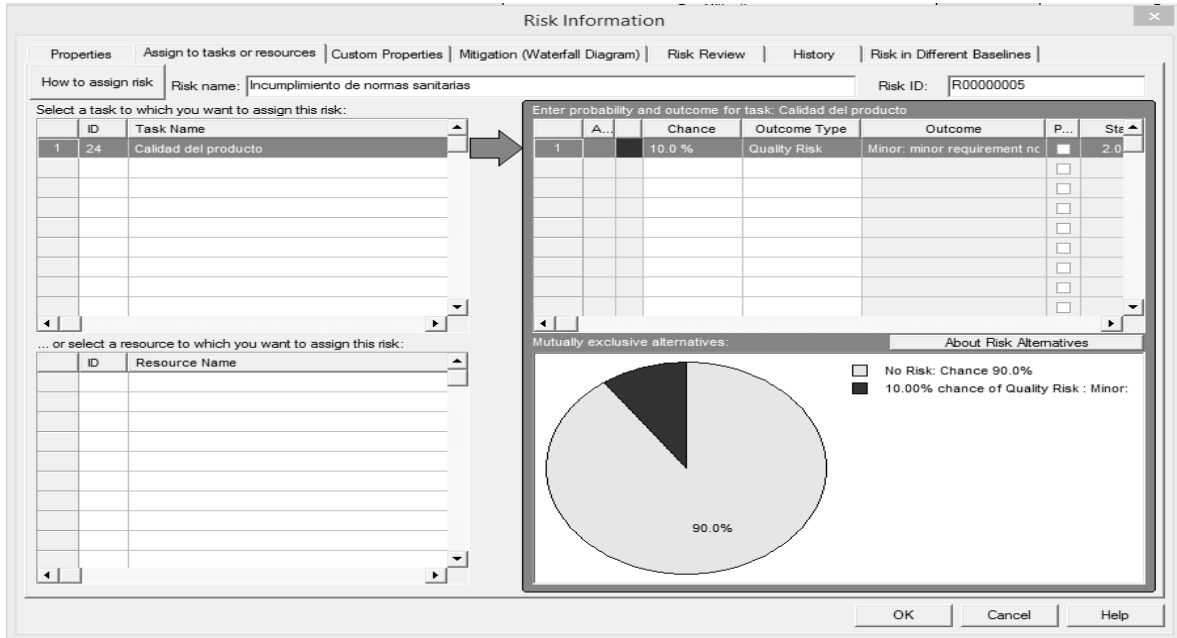 Risk Information
Properties Assign to tasks or resources Custom Properties Mitigation (Waterfall Diagram) Risk Review History Risk in Different Baselines
How to assign risk Risk name: Incumplimiento de normas sanitarias Risk ID: R00000005
Select a task to which you want to assign this risk:
ID Task Name
1 24 Calidad del producto
Enter probability and outcome for task: Calidad del producto
A... Chance Outcome Type Outcome P... Sta
1 10.0 % Quality Risk Minor: minor requirement nc 2.0
... or select a resource to which you want to assign this risk:
ID Resource Name
Mutually exclusive alternatives: About Risk Alternatives
No Risk: Chance 90.0%
10.00% chance of Quality Risk : Minor:
90.0%
OK Cancel Help